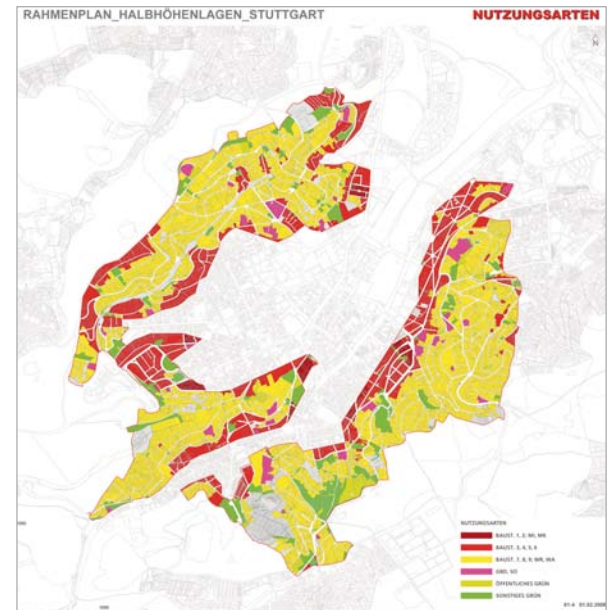 RAHMENPLAN_HALBHÖHENLAGEN_STUTTGART
NUTZUNGSARTEN
N
NUTZUNGSARTEN
BAUST. 1, 2; MI, MK
BAUST. 3, 4, 5, 6
BAUST. 7, 8, 9; WR, WA
GBD, SO
ÖFFENTLICHES GRÜN
SONSTIGES GRÜN